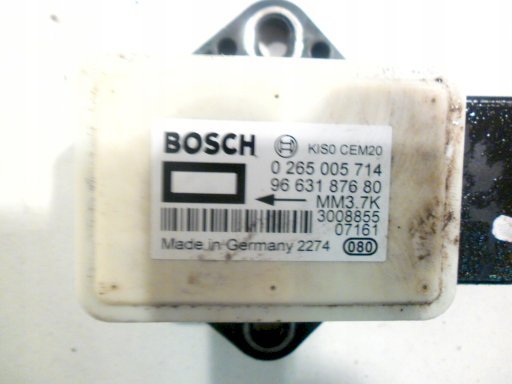 BOSCH KIS0 CEM20
0 265 005 714
96 631 876 80
MM3.7K
3008855
07161
Made in Germany 2274 080